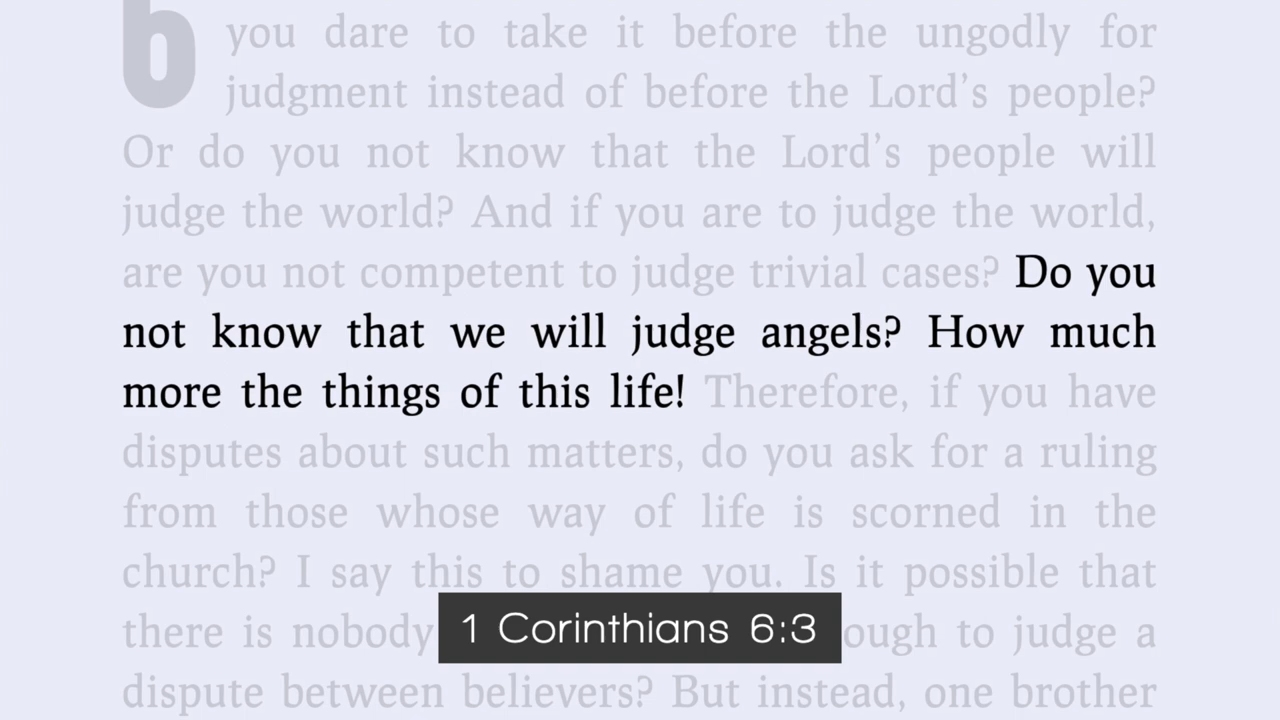 6 you dare to take it before the ungodly for
judgment instead of before the Lord's people?
Or do you not know that the Lord's people will
judge the world? And if you are to judge the world,
are you not competent to judge trivial cases? Do you
not know that we will judge angels? How much
more the things of this life! Therefore, if you have
disputes about such matters, do you ask for a ruling
from those whose way of life is scorned in the
church? I say this to shame you. Is it possible that
there is nobody ough to judge a
1 Corinthians 6:3
dispute between believers? But instead, one brother